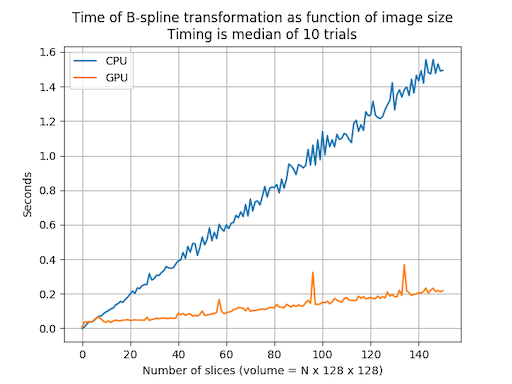 Time of B-spline transformation as function of image size
Timing is median of 10 trials
1.6
1.4
1.2
1.0
0.8
0.6
0.4
0.2
0.0
Seconds
CPU
GPU
0 20 40 60 80 100 120 140
Number of slices (volume = N x 128 x 128)